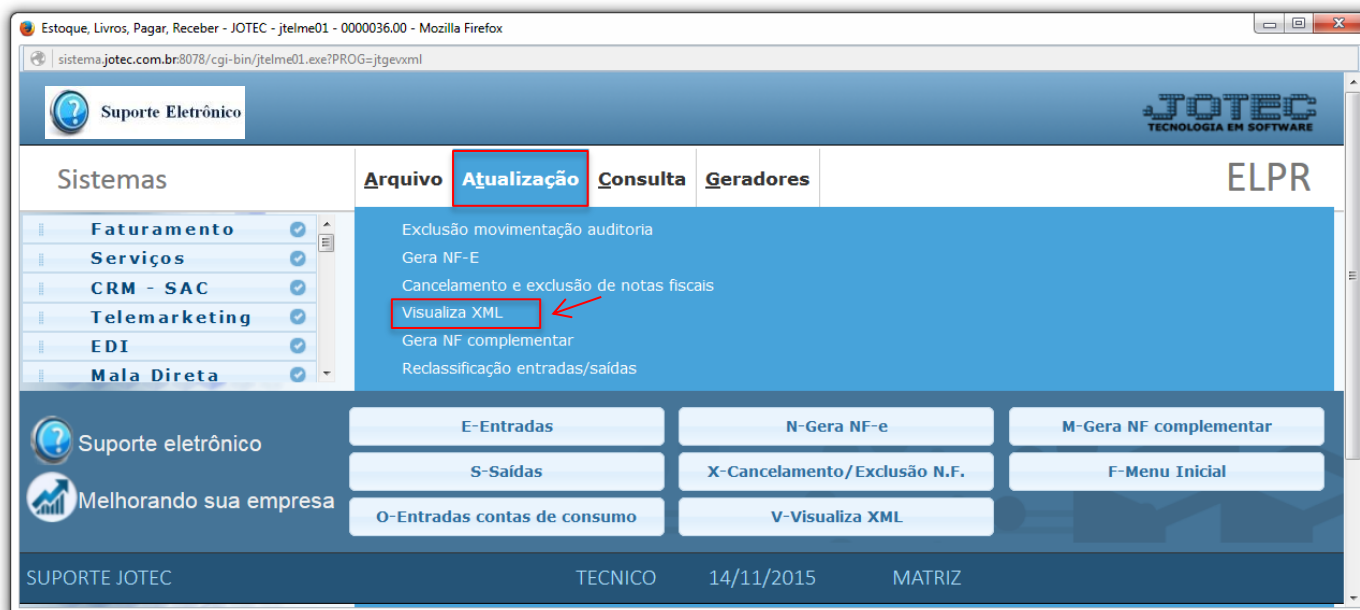 Estoque, Livros, Pagar, Receber - JOTEC - jtelme01 - 0000036.00 - Mozilla Firefox
sistema.jotec.com.br:8078/cgi-bin/jtelme01.exe?PROG=jtgevxml
Suporte Eletrônico
JOTEC
TECNOLOGIA EM SOFTWARE
Sistemas
Arquivo Atualização Consulta Geradores
ELPR
Faturamento
Serviços
CRM - SAC
Telemarketing
EDI
Mala Direta
Exclusão movimentação auditoria
Gera NF-E
Cancelamento e exclusão de notas fiscais
Visualiza XML
Gera NF complementar
Reclassificação entradas/saídas
Suporte eletrônico
Melhorando sua empresa
E-Entradas N-Gera NF-e M-Gera NF complementar
S-Saídas X-Cancelamento/Exclusão N.F. F-Menu Inicial
O-Entradas contas de consumo V-Visualiza XML
SUPORTE JOTEC TECNICO 14/11/2015 MATRIZ